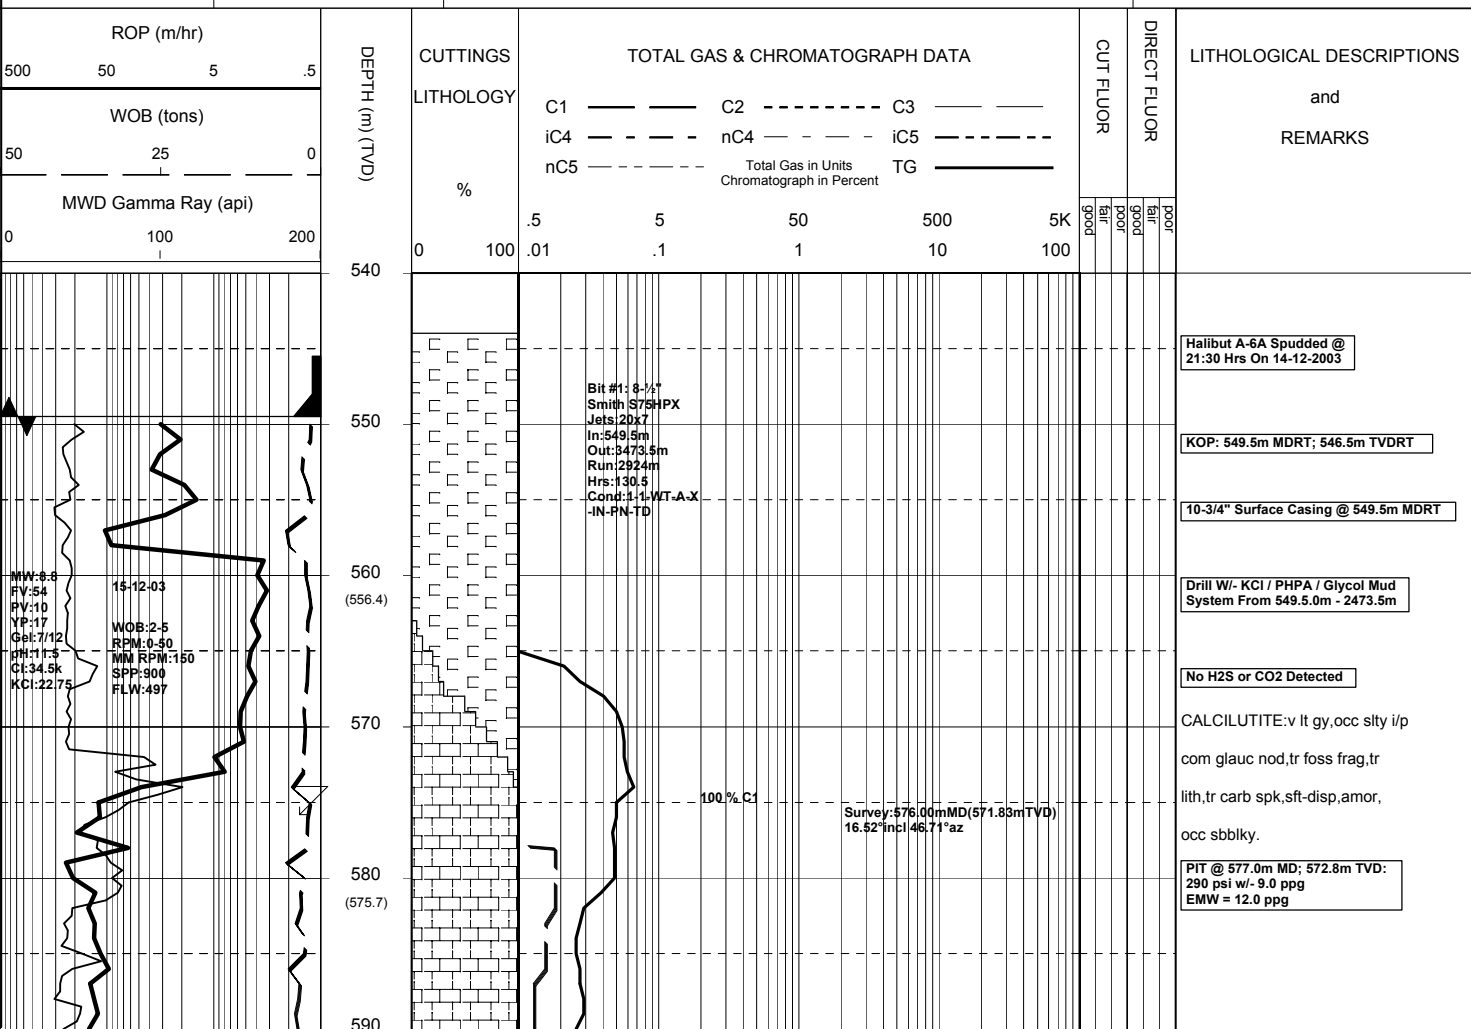 ROP (m/hr)
500 50 5 .5
WOB (tons)
50 25 0
MWD Gamma Ray (api)
0 100 200
DEPTH (m) (TVD)
CUTTINGS
LITHOLOGY
%
0 100
TOTAL GAS & CHROMATOGRAPH DATA
C1 C2 C3
iC4 nC4 iC5
nC5 Total Gas in Units TG
Chromatograph in Percent
.5 5 50 500 5K
.01 .1 1 10 100
CUT FLUOR
DIRECT FLUOR
good fair poor good fair poor
LITHOLOGICAL DESCRIPTIONS
and
REMARKS
540
550
560
(556.4)
570
580
(575.7)
590
MW:8.8
FV:54
PV:10
YP:17
Gel:7/12
pH:11.5
Cl:34.5k
KCl:22.75
15-12-03
WOB:2-5
RPM:0-50
MM RPM:150
SPP:900
FLW:497
Bit #1: 8-½"
Smith S75HPX
Jets:20x7
In:549.5m
Out:3473.5m
Run:2924m
Hrs:130.5
Cond:1-1-WT-A-X
-IN-PN-TD
100 % C1
Survey:576.00mMD(571.83mTVD)
16.52°incl 46.71°az
Halibut A-6A Spudded @
21:30 Hrs On 14-12-2003
KOP: 549.5m MDRT; 546.5m TVDRT
10-3/4" Surface Casing @ 549.5m MDRT
Drill W/- KCl / PHPA / Glycol Mud
System From 549.5.0m - 2473.5m
No H2S or CO2 Detected
CALCILUTITE:v lt gy,occ slty i/p
com glauc nod,tr foss frag,tr
lith,tr carb spk,sft-disp,amor,
occ sbblky.
PIT @ 577.0m MD; 572.8m TVD:
290 psi w/- 9.0 ppg
EMW = 12.0 ppg